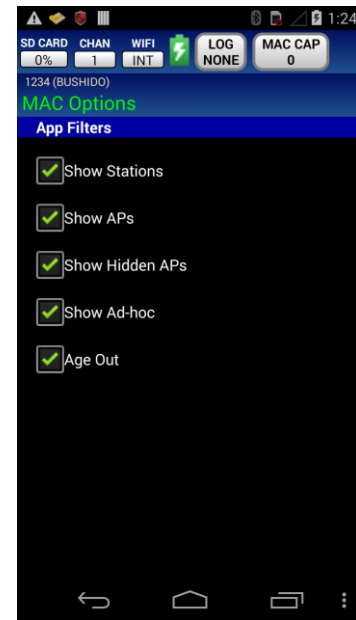 1:24
SD CARD CHAN WIFI LOG MAC CAP
0% 1 INT NONE 0
1234 (BUSHIDO)
MAC Options
App Filters
Show Stations
Show APs
Show Hidden APs
Show Ad-hoc
Age Out